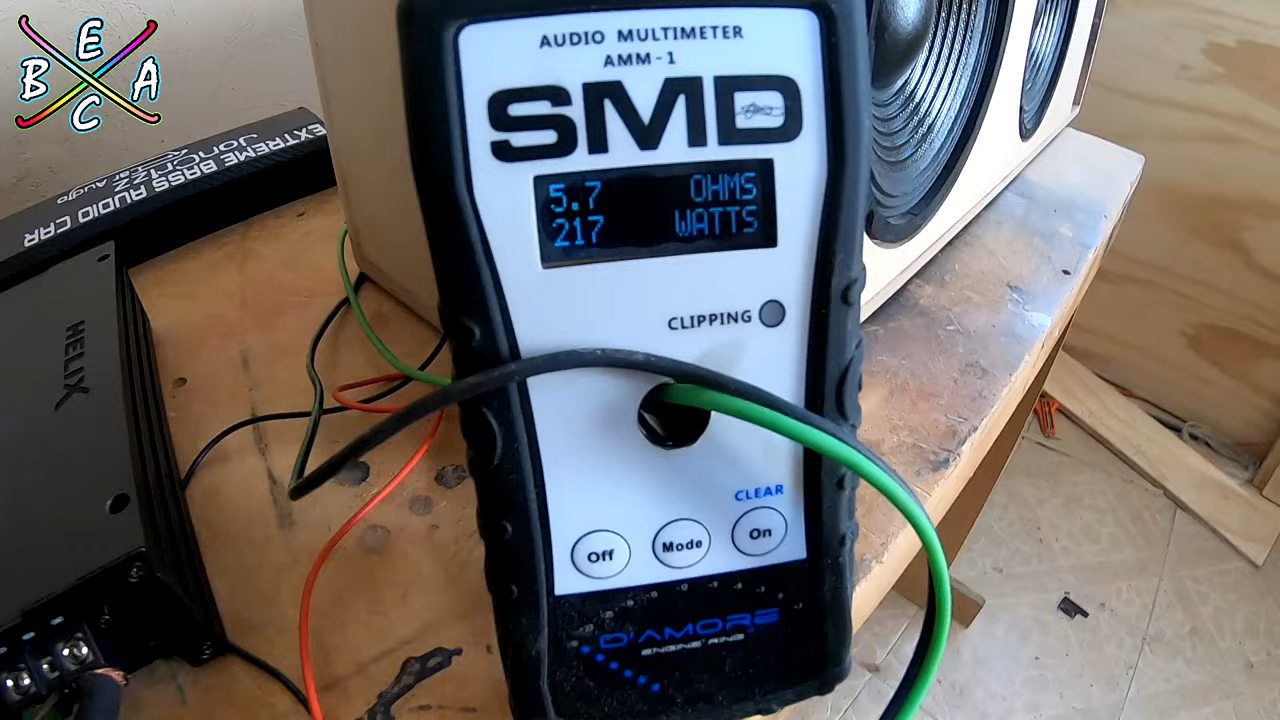 E
B A
C
EXTREME BASS AUDIO CAR
HELIX
AUDIO MULTIMETER
AMM-1
SMD
5.7 OHMS
217 WATTS
CLIPPING
CLEAR
Off Mode On
D'AMORE
ENGINEERING